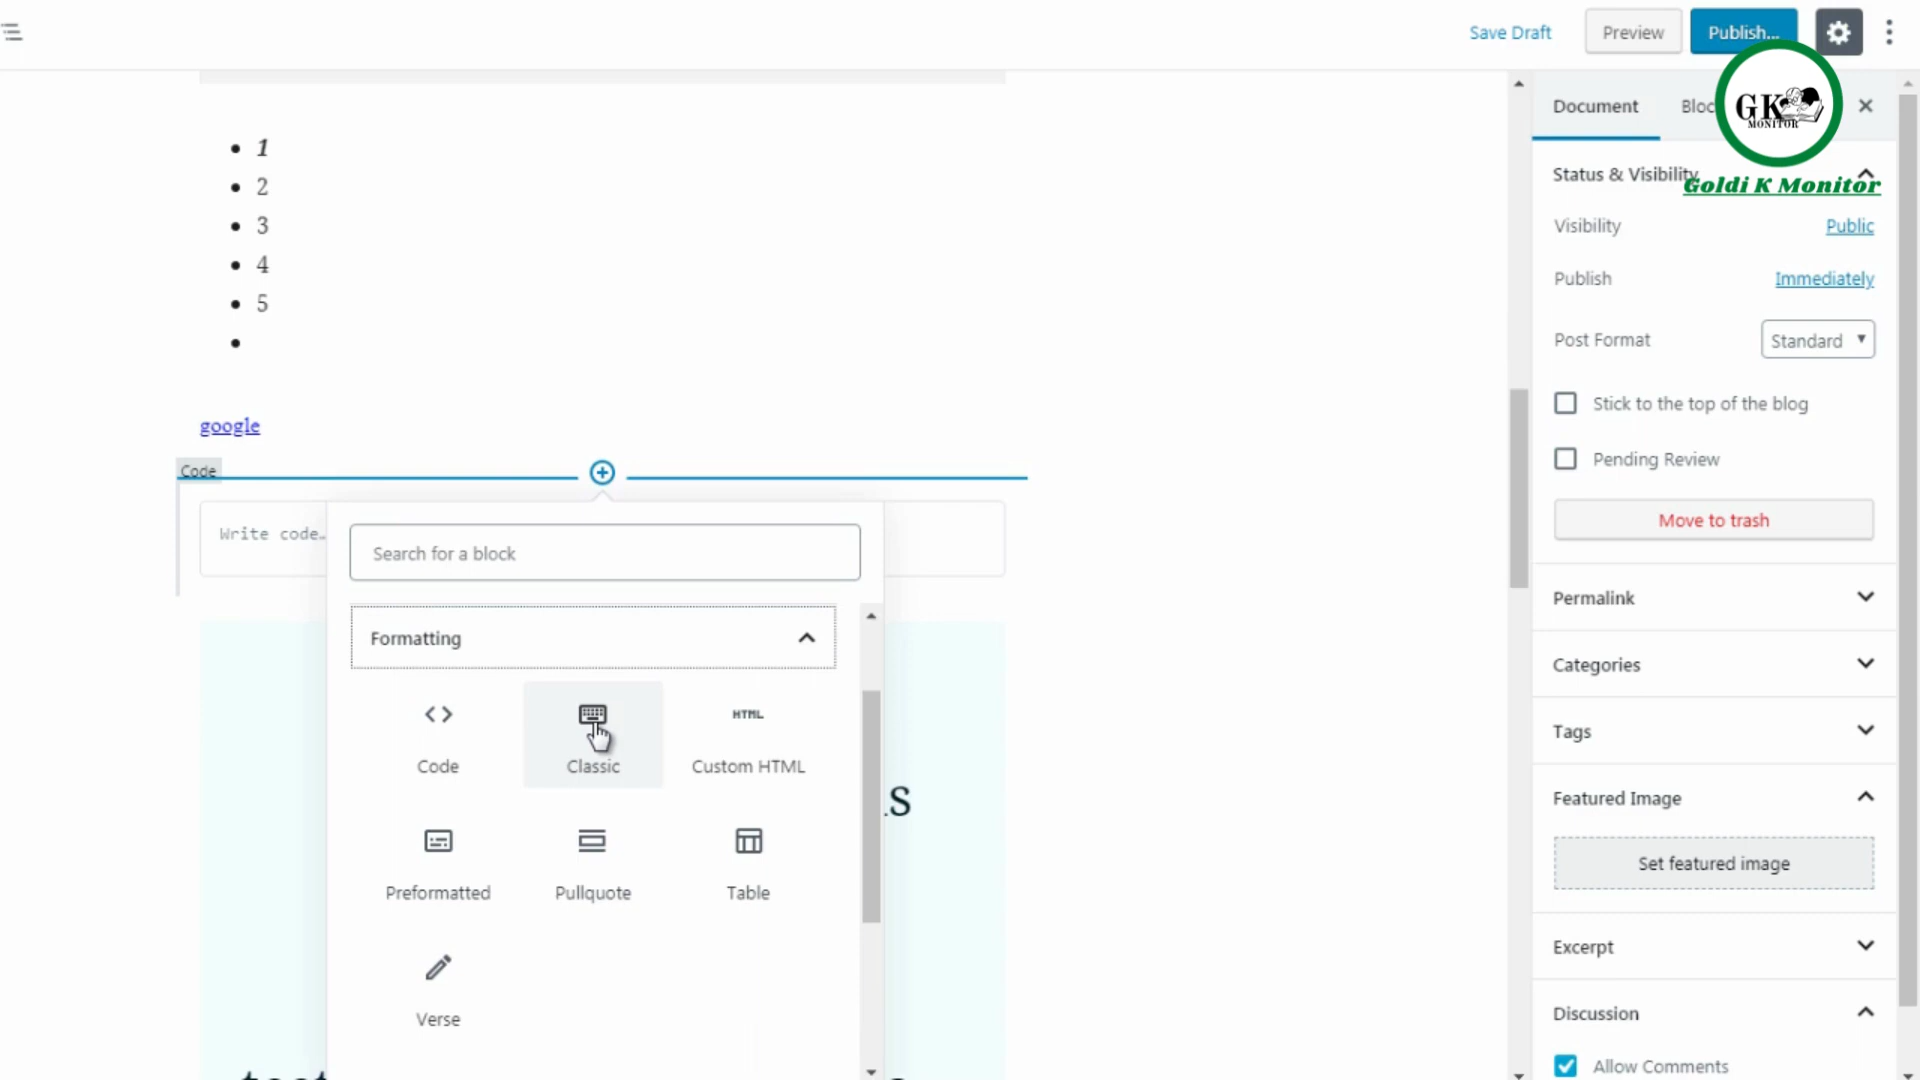 Save Draft
Preview
Publish...
Document
GK
MONITOR
Goldi K Monitor
Status & Visibility
Visibility
Public
Publish
Immediately
Post Format
Standard
Stick to the top of the blog
Pending Review
Move to trash
Permalink
Categories
Tags
Featured Image
Set featured image
Excerpt
Discussion
Allow Comments
1
2
3
4
5
google
Code
Write code…
Search for a block
Formatting
Code
Classic
HTML
Custom HTML
Preformatted
Pullquote
Table
Verse